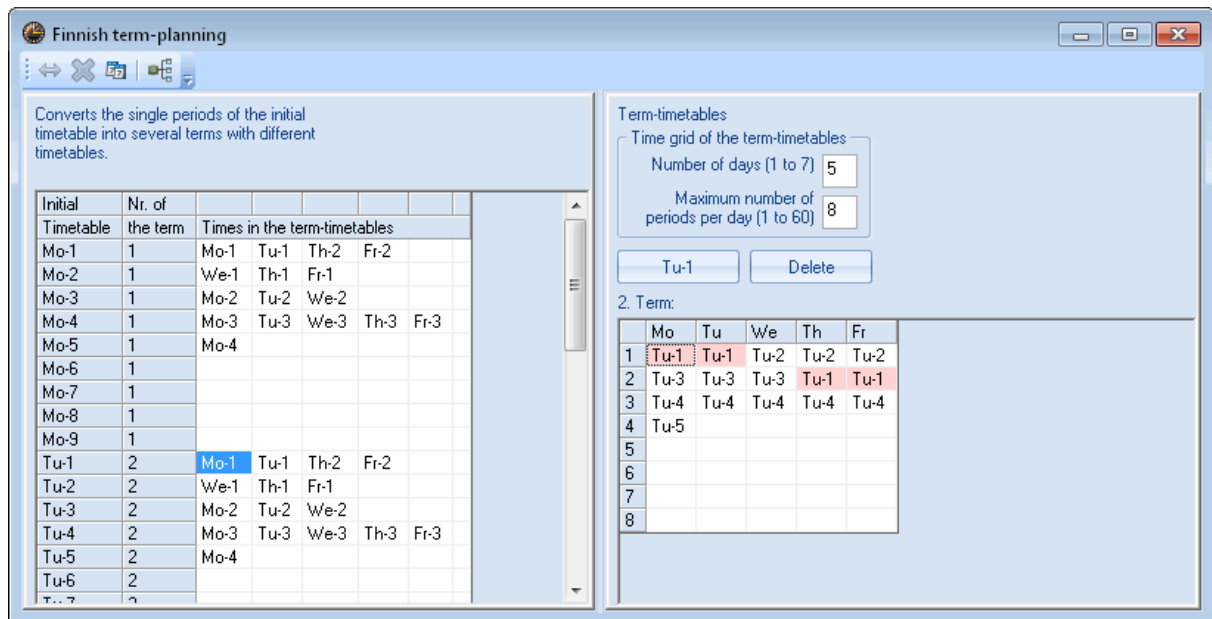 Finnish term-planning
Converts the single periods of the initial
timetable into several terms with different
timetables.
Initial Nr. of
Timetable the term Times in the term-timetables
Mo-1 1 Mo-1 Tu-1 Th-2 Fr-2
Mo-2 1 We-1 Th-1 Fr-1
Mo-3 1 Mo-2 Tu-2 We-2
Mo-4 1 Mo-3 Tu-3 We-3 Th-3 Fr-3
Mo-5 1 Mo-4
Mo-6 1
Mo-7 1
Mo-8 1
Mo-9 1
Tu-1 2 Mo-1 Tu-1 Th-2 Fr-2
Tu-2 2 We-1 Th-1 Fr-1
Tu-3 2 Mo-2 Tu-2 We-2
Tu-4 2 Mo-3 Tu-3 We-3 Th-3 Fr-3
Tu-5 2 Mo-4
Tu-6 2
Tu-7 2
Term-timetables
Time grid of the term-timetables
Number of days (1 to 7) 5
Maximum number of
periods per day (1 to 60) 8
Tu-1 Delete
2. Term:
Mo Tu We Th Fr
1 Tu-1 Tu-1 Tu-2 Tu-2 Tu-2
2 Tu-3 Tu-3 Tu-3 Tu-1 Tu-1
3 Tu-4 Tu-4 Tu-4 Tu-4 Tu-4
4 Tu-5
5
6
7
8